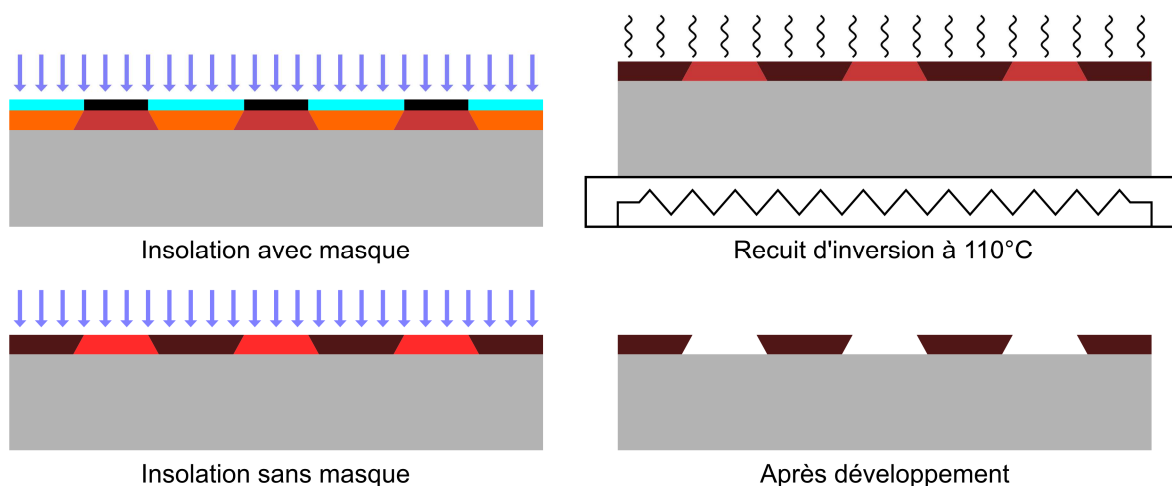 Insolation avec masque
Recuit d'inversion à 110°C
Insolation sans masque
Après développement